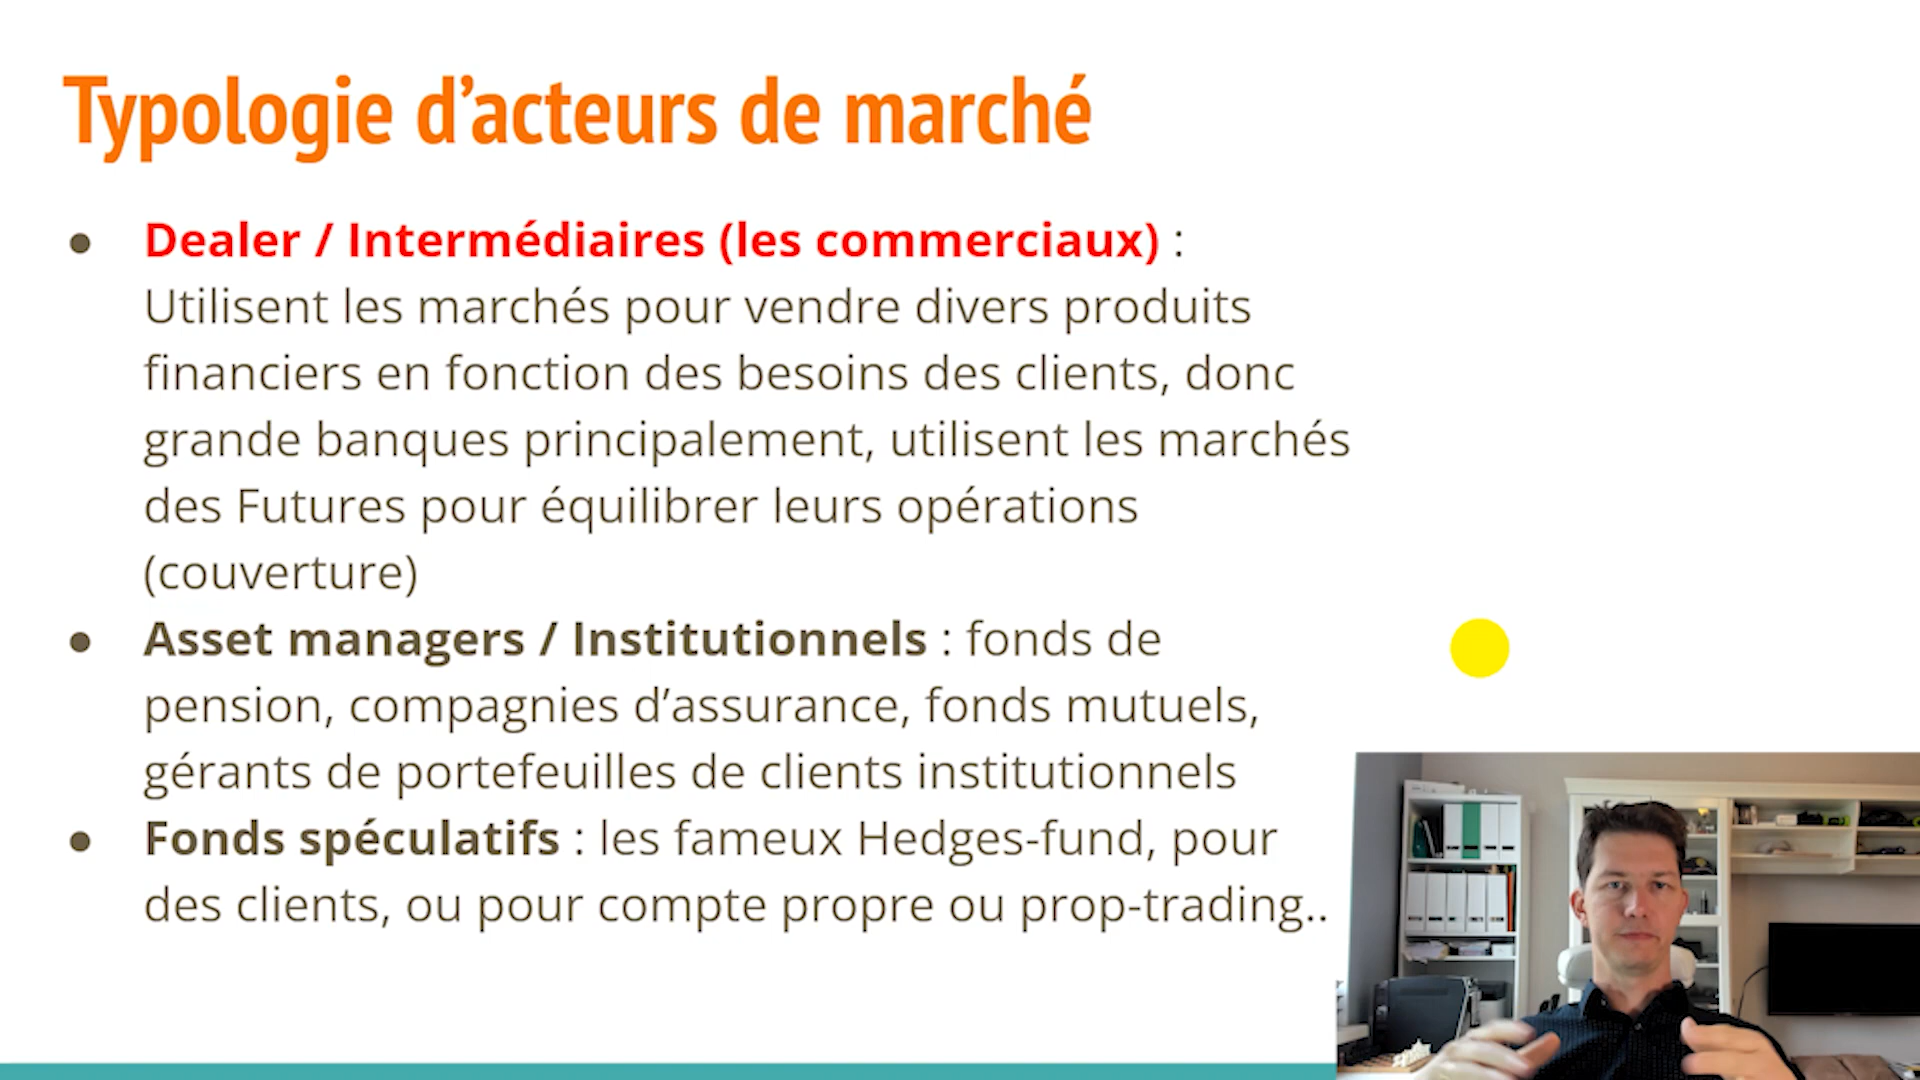 Typologie d’acteurs de marché
● Dealer / Intermédiaires (les commerciaux) :
Utilisent les marchés pour vendre divers produits
financiers en fonction des besoins des clients, donc
grande banques principalement, utilisent les marchés
des Futures pour équilibrer leurs opérations
(couverture)
● Asset managers / Institutionnels : fonds de
pension, compagnies d’assurance, fonds mutuels,
gérants de portefeuilles de clients institutionnels
● Fonds spéculatifs : les fameux Hedges-fund, pour
des clients, ou pour compte propre ou prop-trading..